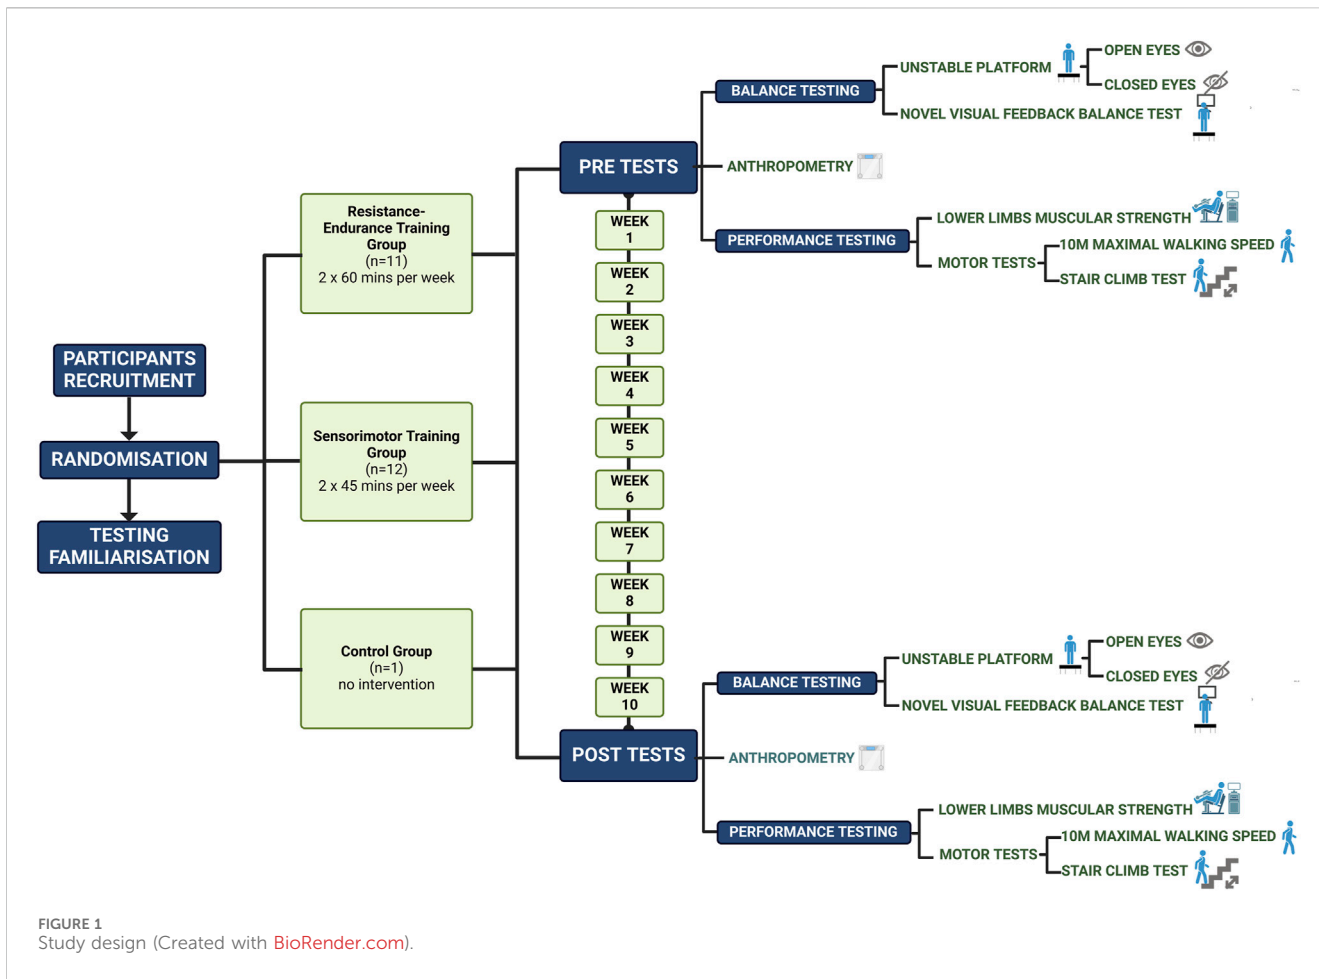 PARTICIPANTS
RECRUITMENT
RANDOMISATION
TESTING
FAMILIARISATION
Resistance-
Endurance Training
Group
(n=11)
2 x 60 mins per week
Sensorimotor Training
Group
(n=12)
2 x 45 mins per week
Control Group
(n=1)
no intervention
PRE TESTS
WEEK
1
WEEK
2
WEEK
3
WEEK
4
WEEK
5
WEEK
6
WEEK
7
WEEK
8
WEEK
9
WEEK
10
POST TESTS
BALANCE TESTING
UNSTABLE PLATFORM
OPEN EYES
CLOSED EYES
NOVEL VISUAL FEEDBACK BALANCE TEST
ANTHROPOMETRY
PERFORMANCE TESTING
LOWER LIMBS MUSCULAR STRENGTH
MOTOR TESTS
10M MAXIMAL WALKING SPEED
STAIR CLIMB TEST
BALANCE TESTING
UNSTABLE PLATFORM
OPEN EYES
CLOSED EYES
NOVEL VISUAL FEEDBACK BALANCE TEST
ANTHROPOMETRY
PERFORMANCE TESTING
LOWER LIMBS MUSCULAR STRENGTH
MOTOR TESTS
10M MAXIMAL WALKING SPEED
STAIR CLIMB TEST
FIGURE 1
Study design (Created with BioRender.com).